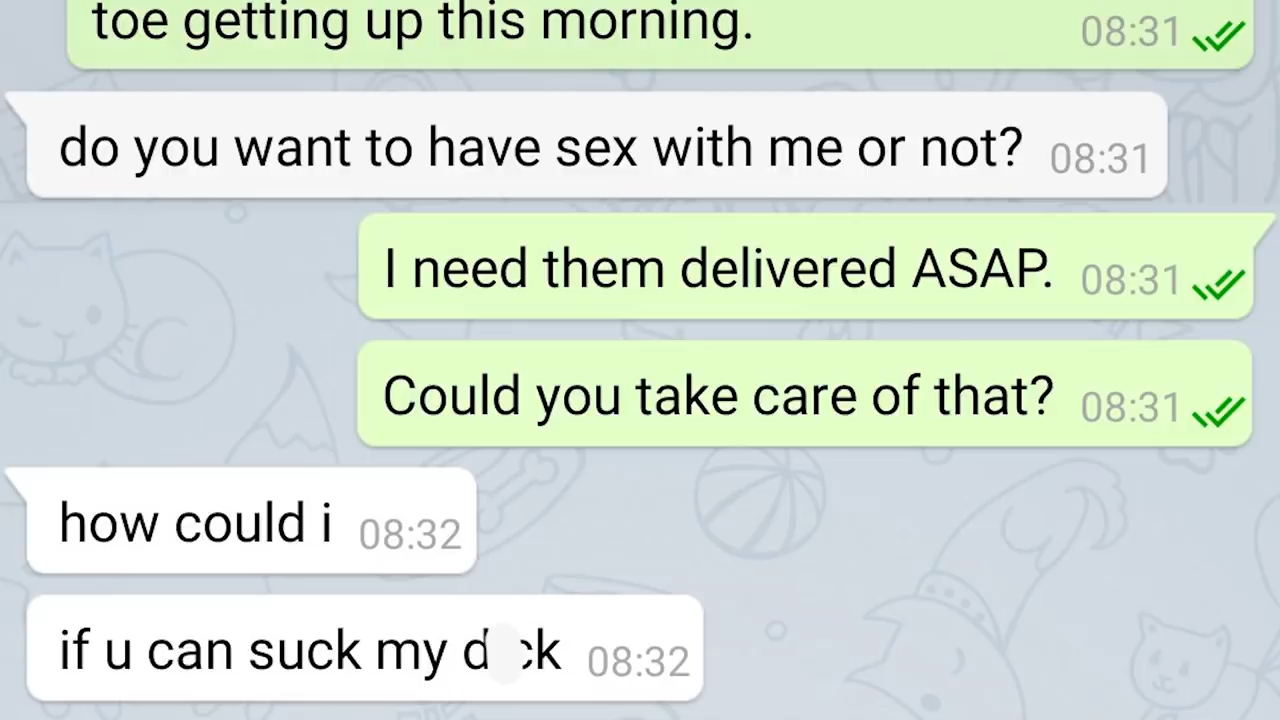 toe getting up this morning. 08:31
do you want to have sex with me or not? 08:31
I need them delivered ASAP. 08:31
Could you take care of that? 08:31
how could i 08:32
if u can suck my d ck 08:32